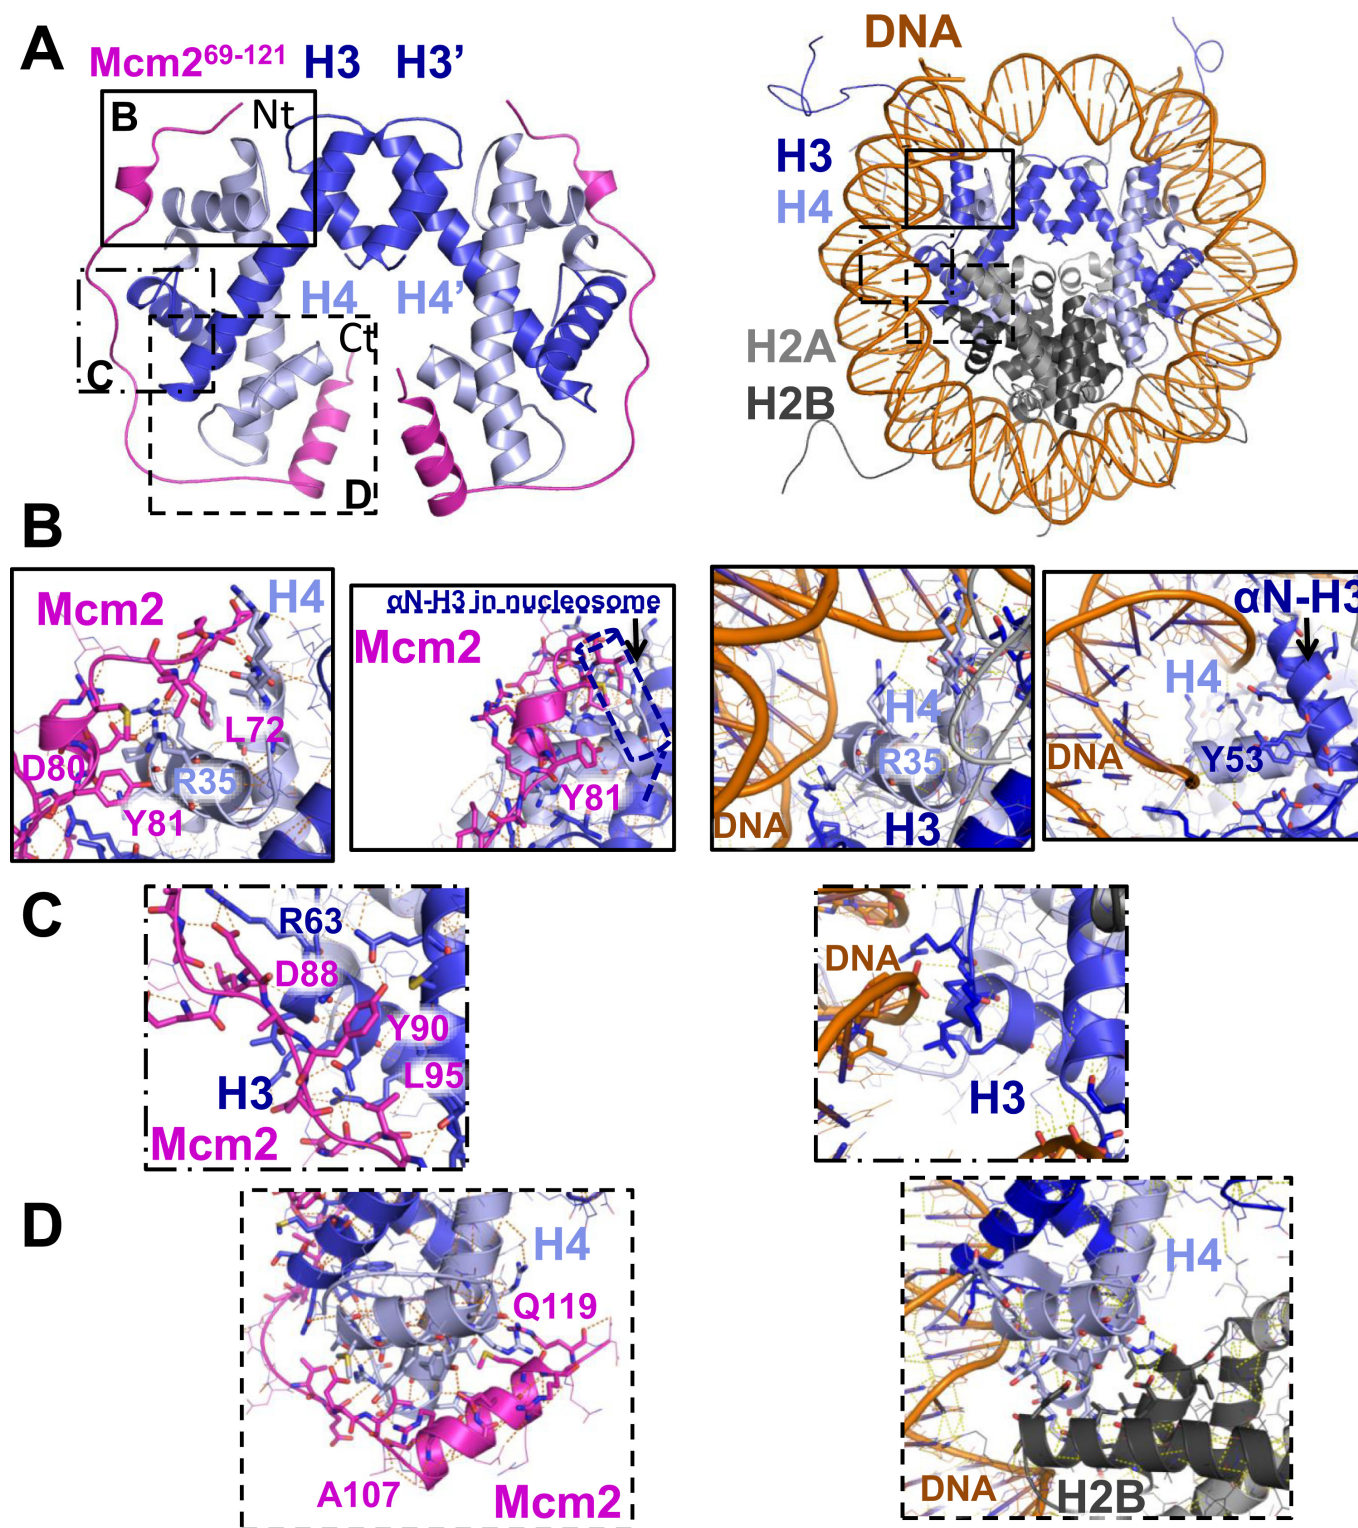 A
Mcm2⁶⁹⁻¹²¹ H3 H3’
B
Nt
H4 H4’
Ct
C
D
DNA
H3
H4
H2A
H2B
B
Mcm2 H4
L72
D80
R35
Y81
αN-H3 in nucleosome
Mcm2
Y81
H4
R35
DNA
H3
αN-H3
H4
DNA
Y53
C
R63
D88
Y90
L95
H3
Mcm2
DNA
H3
D
H4
Q119
A107
Mcm2
H4
DNA
H2B